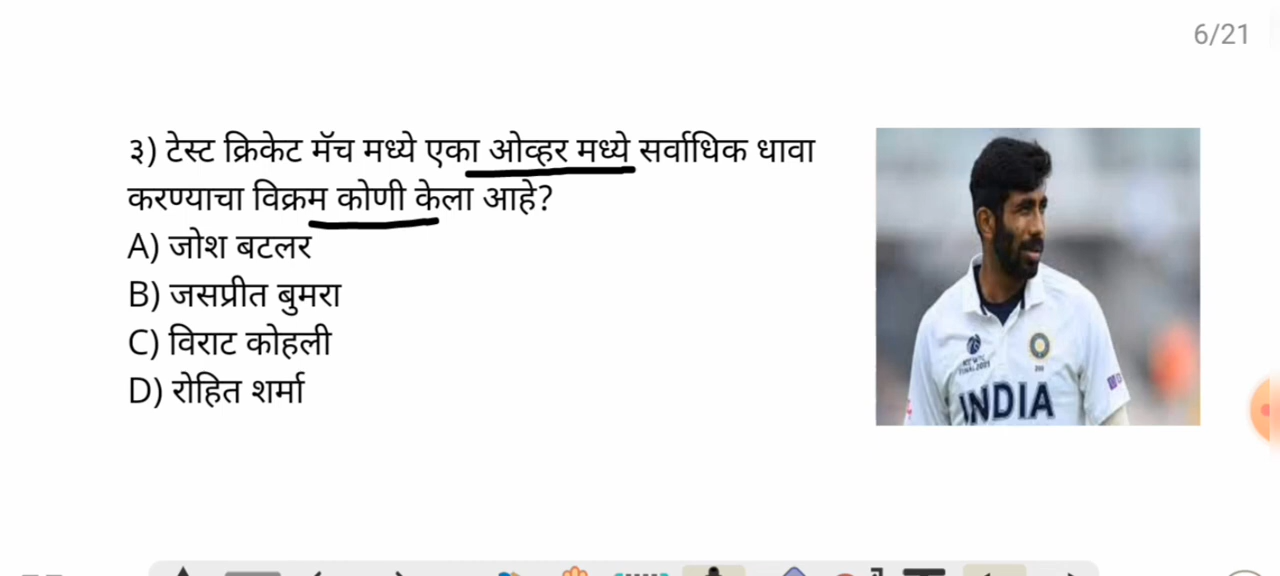 6/21
३) टेस्ट क्रिकेट मॅच मध्ये एका ओव्हर मध्ये सर्वाधिक धावा
करण्याचा विक्रम कोणी केला आहे?
A) जोश बटलर
B) जसप्रीत बुमरा
C) विराट कोहली
D) रोहित शर्मा
INDIA